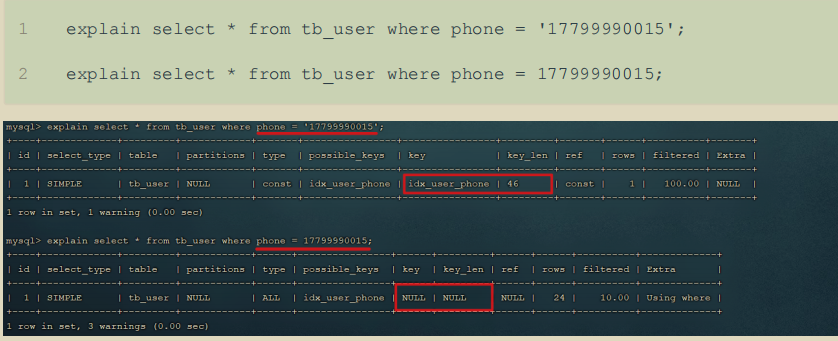 1 explain select * from tb_user where phone = '17799990015';
2 explain select * from tb_user where phone = 17799990015;
mysql> explain select * from tb_user where phone = '17799990015';
+----+-------------+---------+------------+-------+----------------+----------------+---------+-------+------+----------+-------+
| id | select_type | table | partitions | type | possible_keys | key | key_len | ref | rows | filtered | Extra |
+----+-------------+---------+------------+-------+----------------+----------------+---------+-------+------+----------+-------+
| 1 | SIMPLE | tb_user | NULL | const | idx_user_phone | idx_user_phone | 46 | const | 1 | 100.00 | NULL |
+----+-------------+---------+------------+-------+----------------+----------------+---------+-------+------+----------+-------+
1 row in set, 1 warning (0.00 sec)
mysql> explain select * from tb_user where phone = 17799990015;
+----+-------------+---------+------------+------+----------------+------+---------+------+------+----------+-------------+
| id | select_type | table | partitions | type | possible_keys | key | key_len | ref | rows | filtered | Extra |
+----+-------------+---------+------------+------+----------------+------+---------+------+------+----------+-------------+
| 1 | SIMPLE | tb_user | NULL | ALL | idx_user_phone | NULL | NULL | NULL | 24 | 10.00 | Using where |
+----+-------------+---------+------------+------+----------------+------+---------+------+------+----------+-------------+
1 row in set, 3 warnings (0.00 sec)